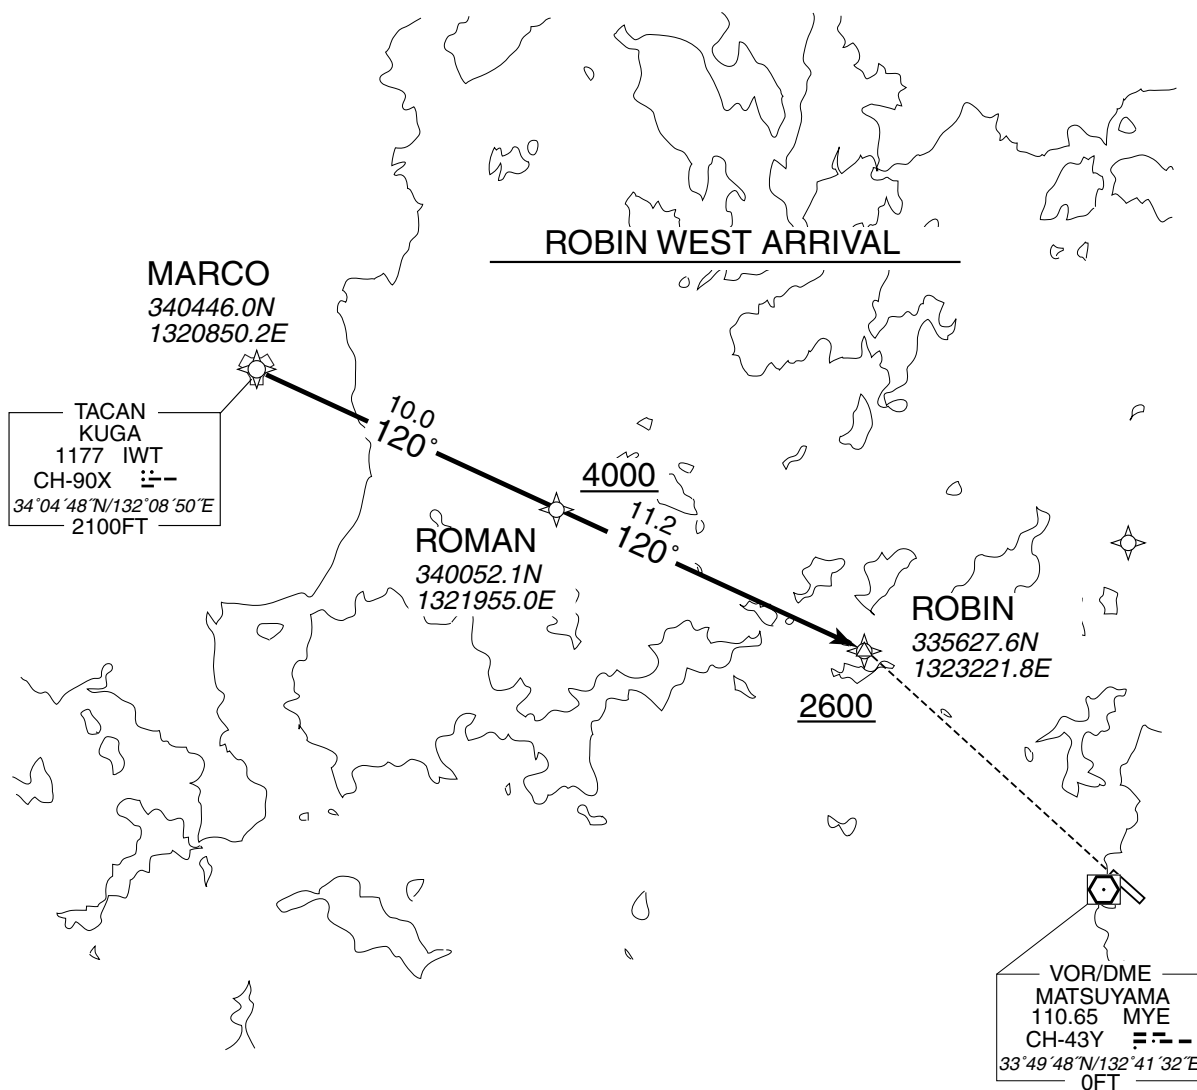 ROBIN WEST ARRIVAL
MARCO
340446.0N
1320850.2E
TACAN
KUGA
1177 IWT
CH-90X
34°04´48˝N/132°08´50˝E
2100FT
10.0
120°
4000
ROMAN
340052.1N
1321955.0E
11.2
120°
ROBIN
335627.6N
1323221.8E
2600
VOR/DME
MATSUYAMA
110.65 MYE
CH-43Y
33°49´48˝N/132°41´32˝E
0FT